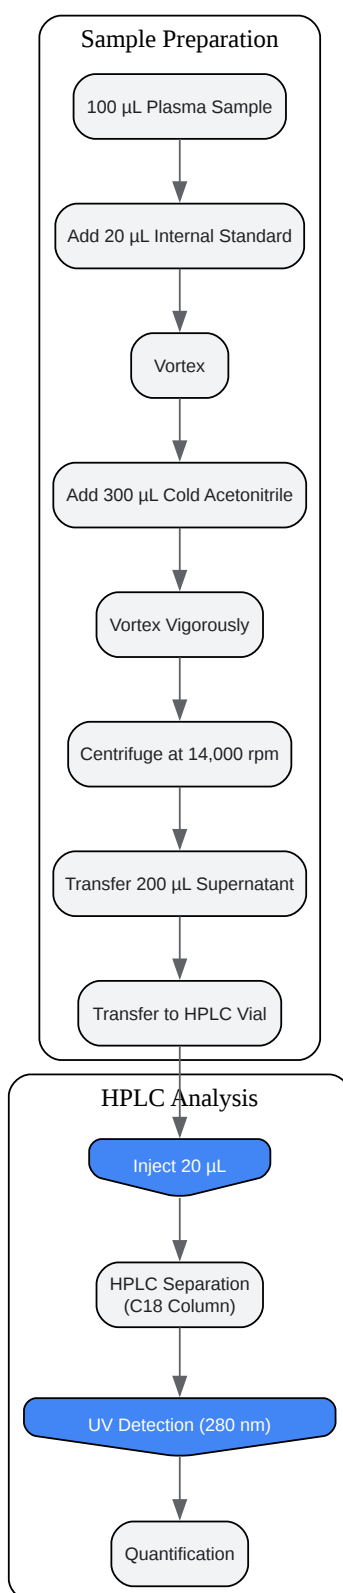 Sample Preparation
100 µL Plasma Sample
Add 20 µL Internal Standard
Vortex
Add 300 µL Cold Acetonitrile
Vortex Vigorously
Centrifuge at 14,000 rpm
Transfer 200 µL Supernatant
Transfer to HPLC Vial
HPLC Analysis
Inject 20 µL
HPLC Separation
(C18 Column)
UV Detection (280 nm)
Quantification